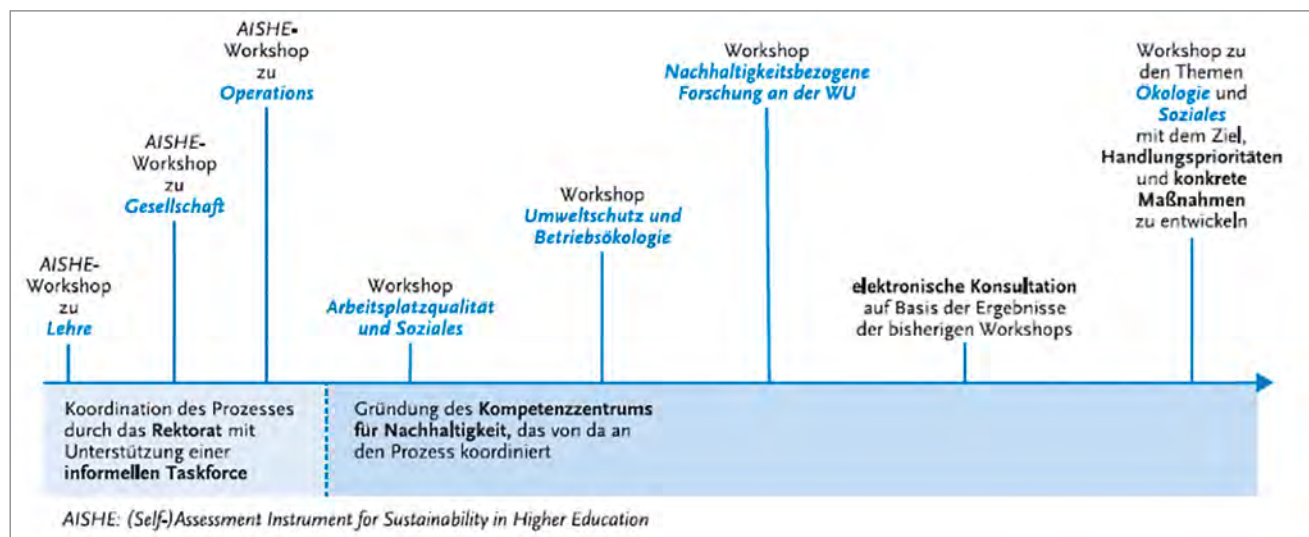 AISHE-
Workshop
zu
Lehre
AISHE-
Workshop
zu
Gesellschaft
AISHE-
Workshop
zu
Operations
Workshop
Arbeitsplatzqualität
und Soziales
Workshop
Umweltschutz und
Betriebsökologie
Workshop
Nachhaltigkeitsbezogene
Forschung an der WU
elektronische Konsultation
auf Basis der Ergebnisse
der bisherigen Workshops
Workshop zu
den Themen
Ökologie und
Soziales
mit dem Ziel,
Handlungsprioritäten
und konkrete
Maßnahmen
zu entwickeln
Koordination des Prozesses
durch das Rektorat mit
Unterstützung einer
informellen Taskforce
Gründung des Kompetenzzentrums
für Nachhaltigkeit, das von da an
den Prozess koordiniert
AISHE: (Self-)Assessment Instrument for Sustainability in Higher Education